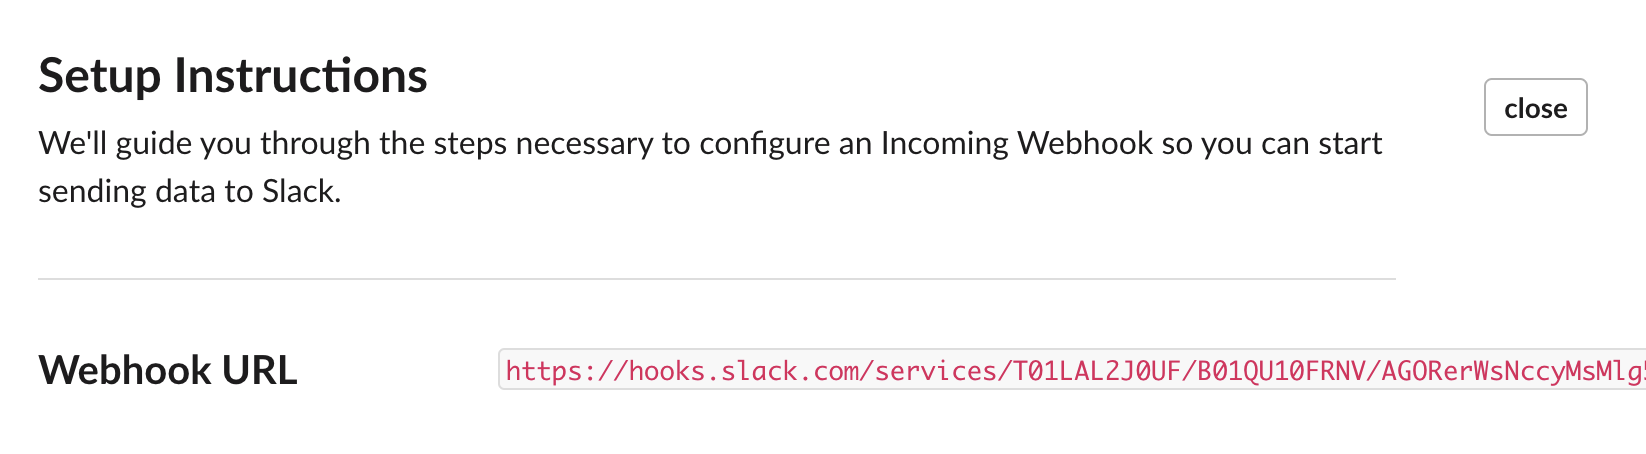 Setup Instructions
close
We'll guide you through the steps necessary to configure an Incoming Webhook so you can start
sending data to Slack.
Webhook URL
https://hooks.slack.com/services/T01LAL2J0UF/B01QU10FRNV/AGORerWsNccyMsMlg